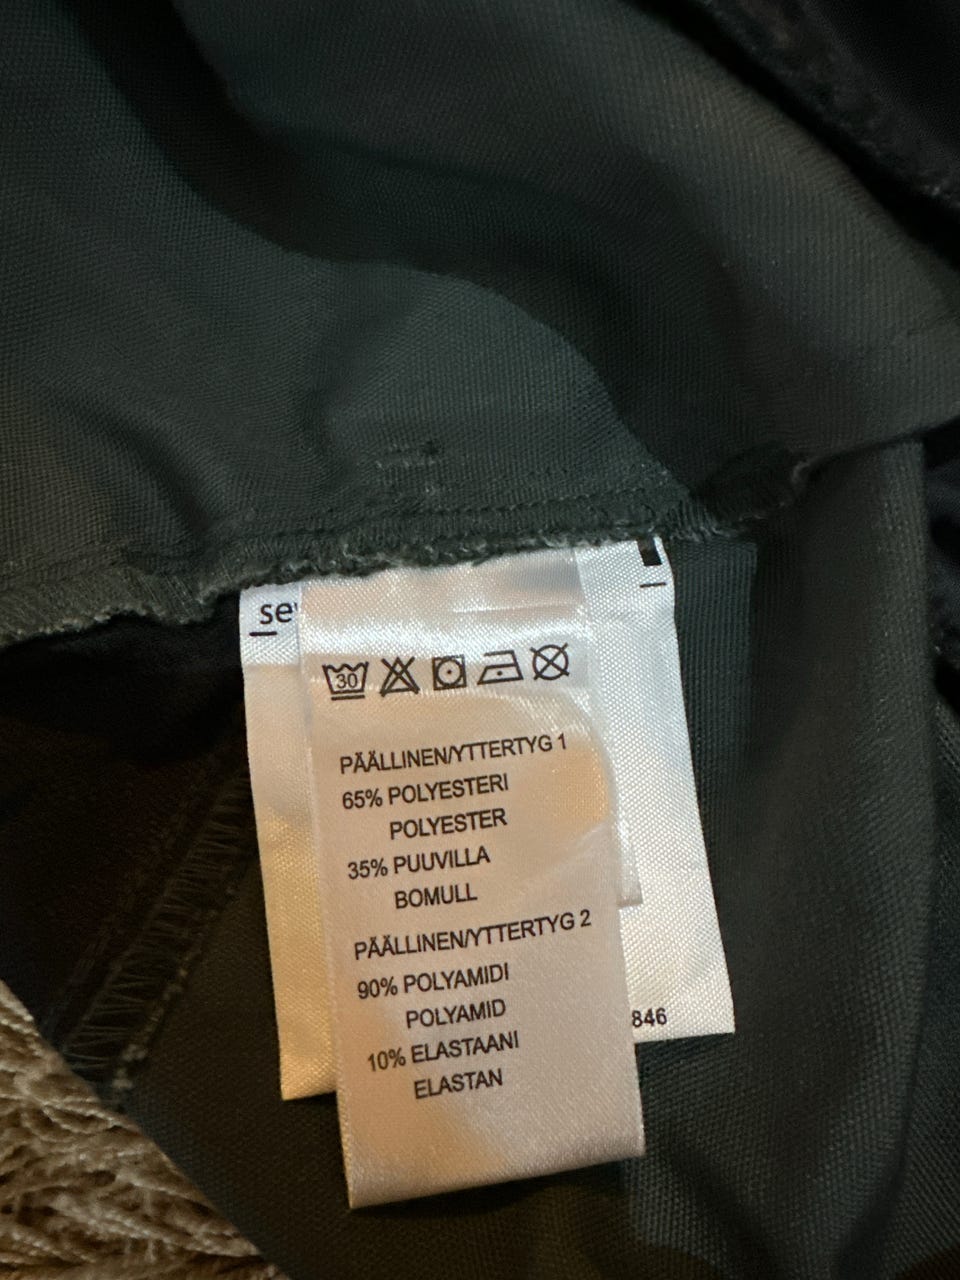 30
PÄÄLLINEN/YTTERTYG 1
65% POLYESTERI
POLYESTER
35% PUUVILLA
BOMULL
PÄÄLLINEN/YTTERTYG 2
90% POLYAMIDI
POLYAMID
10% ELASTAANI
ELASTAN
846